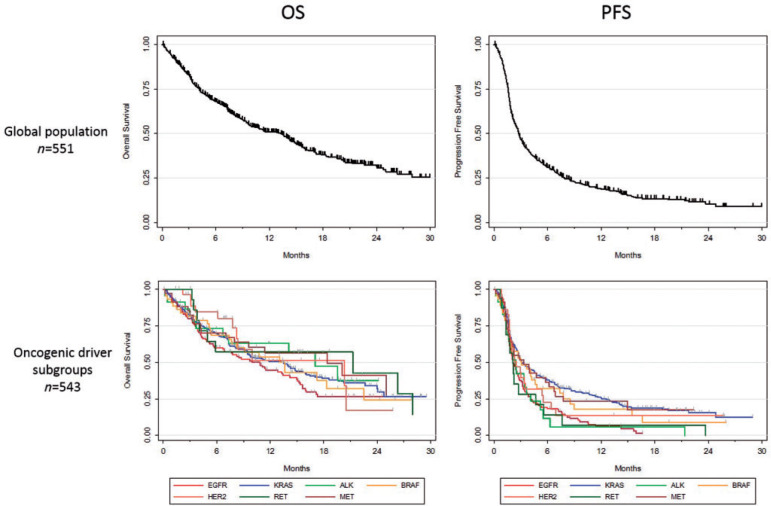 OS
PFS
Global population
n=551
Overall Survival
1.00
0.75
0.50
0.25
0.00
0 6 12 18 24 30
Months
Progression Free Survival
1.00
0.75
0.50
0.25
0.00
0 6 12 18 24 30
Months
Oncogenic driver
subgroups
n=543
Overall Survival
1.00
0.75
0.50
0.25
0.00
0 6 12 18 24 30
Months
Progression Free Survival
1.00
0.75
0.50
0.25
0.00
0 6 12 18 24 30
Months
EGFR KRAS ALK BRAF
HER2 RET MET
EGFR KRAS ALK BRAF
HER2 RET MET